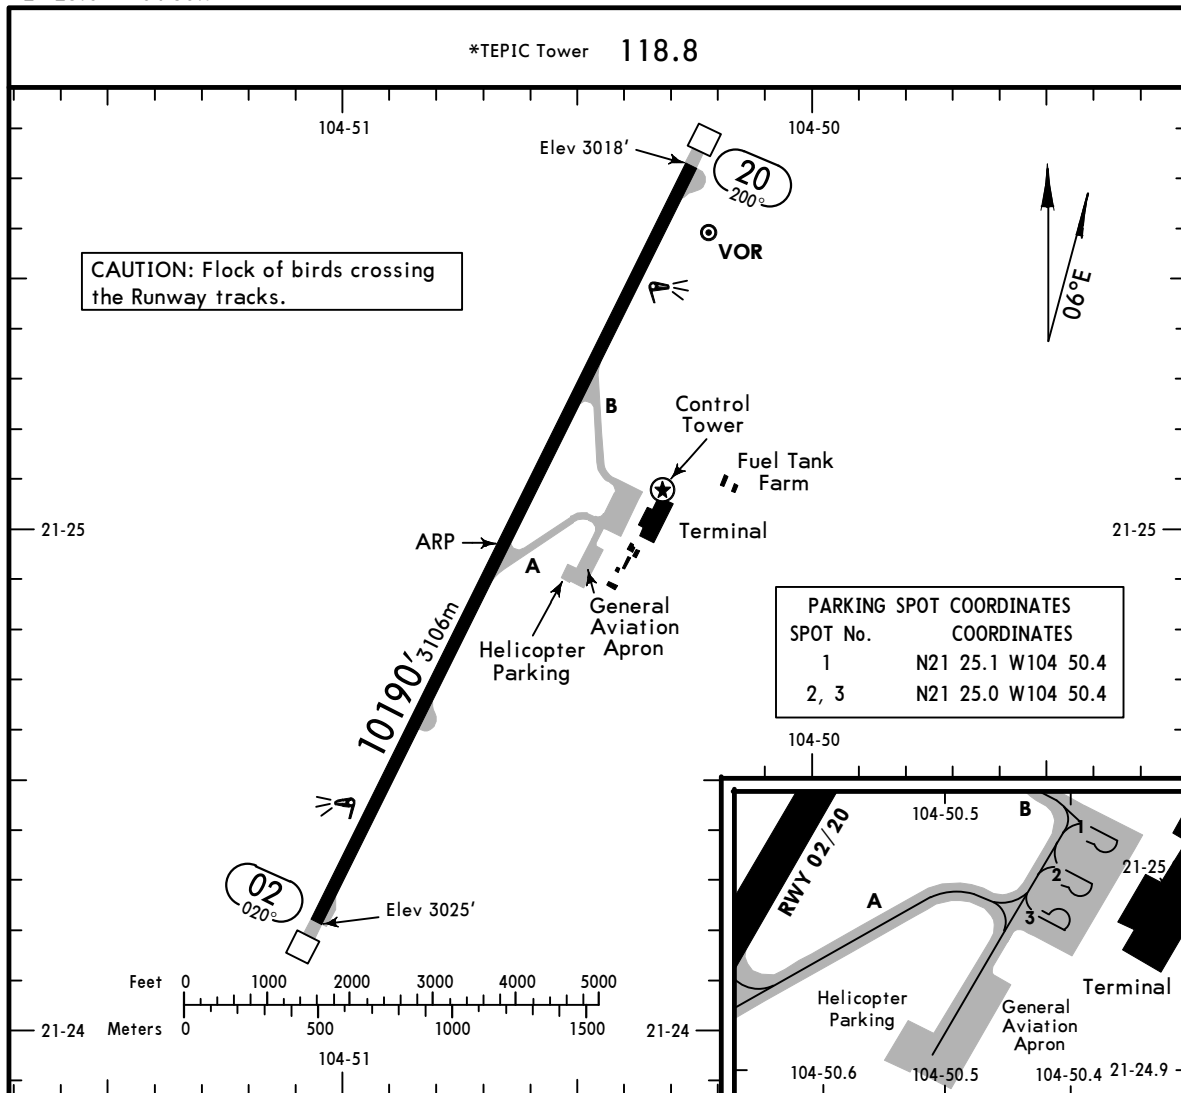 *TEPIC Tower 118.8
104-51
104-50
Elev 3018'
20
200°
VOR
06°E
CAUTION: Flock of birds crossing
the Runway tracks.
B
Control
Tower
Fuel Tank
Farm
21-25
ARP
Terminal
21-25
A
General
Aviation
Apron
Helicopter
Parking
10190' 3106m
PARKING SPOT COORDINATES
SPOT No. COORDINATES
1 N21 25.1 W104 50.4
2, 3 N21 25.0 W104 50.4
104-50
02
020°
Elev 3025'
Feet 0 1000 2000 3000 4000 5000
Meters 0 500 1000 1500
21-24
21-24
104-51
RWY 02/20
104-50.5
B
1
21-25
2
A
3
Terminal
Helicopter
Parking
General
Aviation
Apron
104-50.6
104-50.5
104-50.4
21-24.9